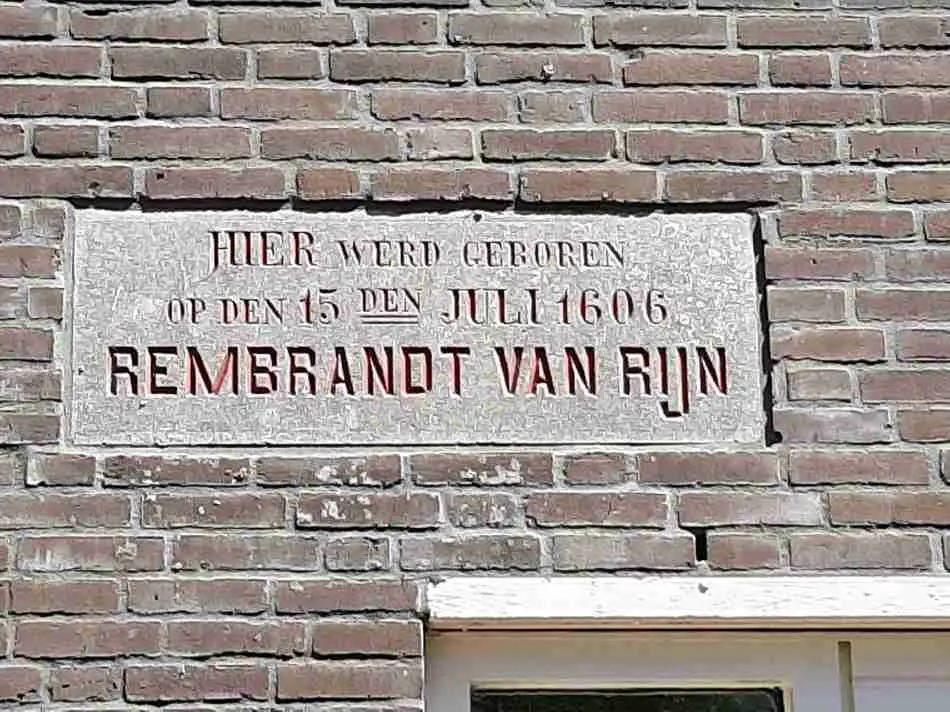 HIER WERD GEBOREN
OP DEN 15 DEN JULI 1606
REMBRANDT VAN RIJN